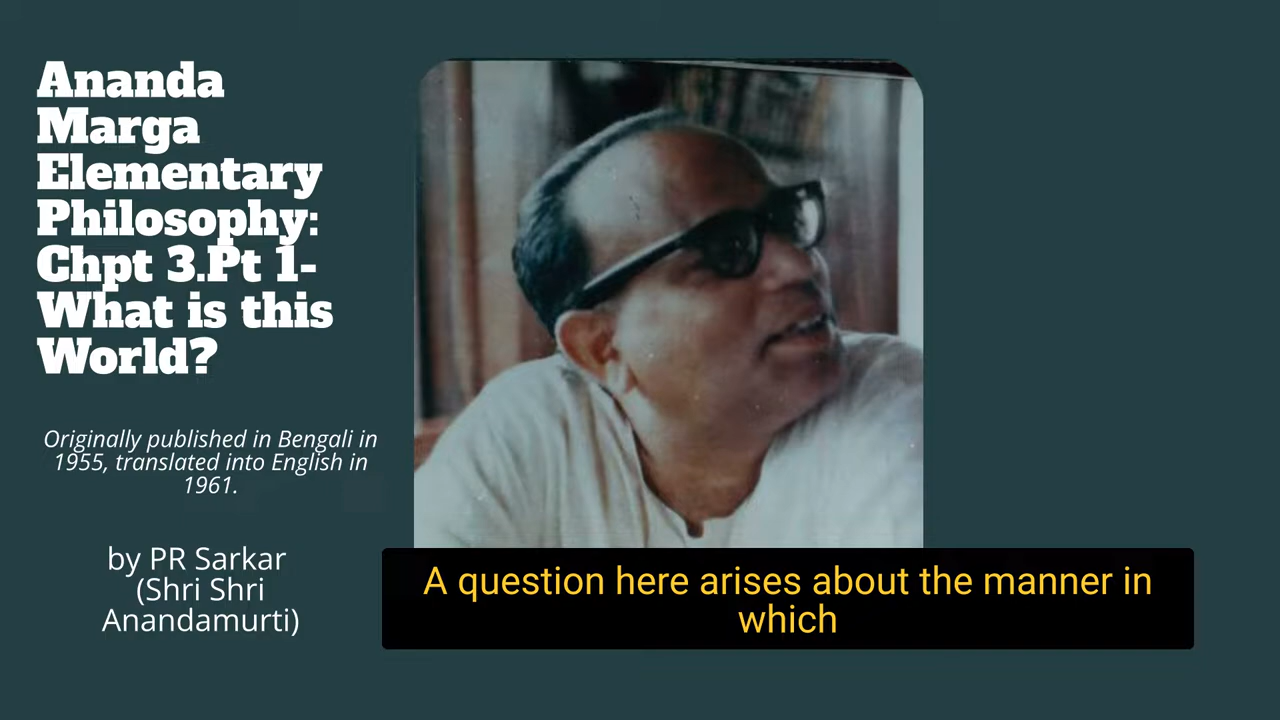 Ananda
Marga
Elementary
Philosophy:
Chpt 3.Pt 1-
What is this
World?
Originally published in Bengali in
1955, translated into English in
1961.
by PR Sarkar
(Shri Shri
Anandamurti)
A question here arises about the manner in
which